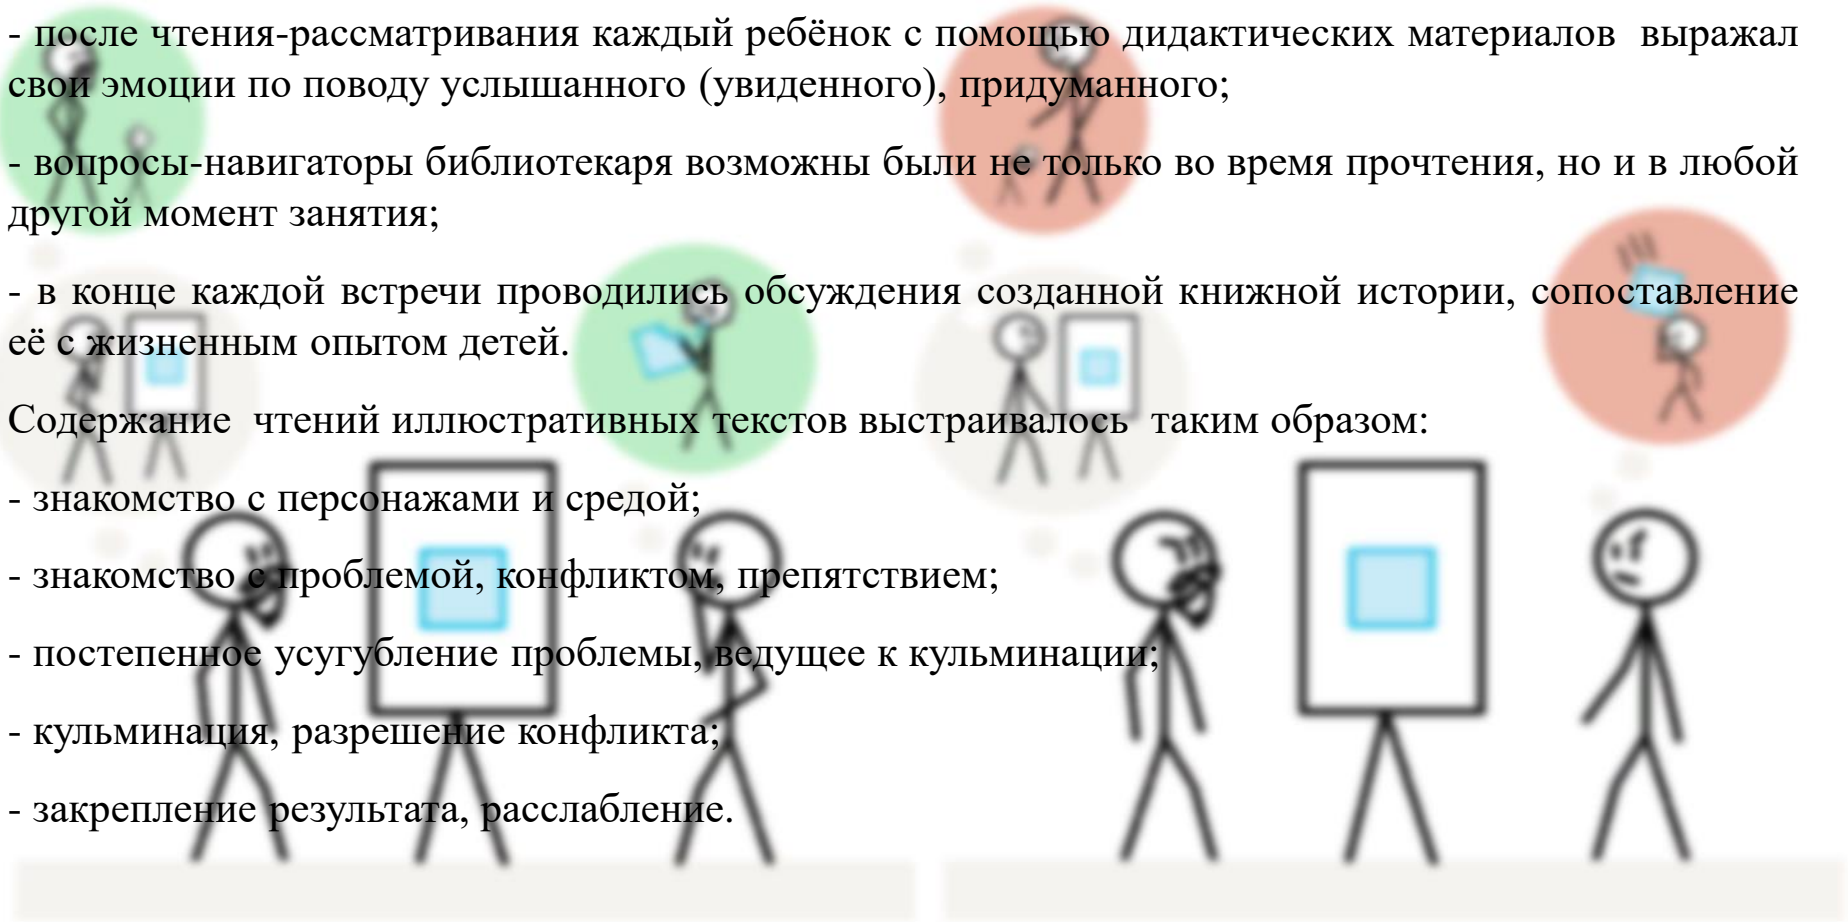 - после чтения-рассматривания каждый ребёнок с помощью дидактических материалов выражал
свои эмоции по поводу услышанного (увиденного), придуманного;
- вопросы-навигаторы библиотекаря возможны были не только во время прочтения, но и в любой
другой момент занятия;
- в конце каждой встречи проводились обсуждения созданной книжной истории, сопоставление
её с жизненным опытом детей.
Содержание чтений иллюстративных текстов выстраивалось таким образом:
- знакомство с персонажами и средой;
- знакомство с проблемой, конфликтом, препятствием;
- постепенное усугубление проблемы, ведущее к кульминации;
- кульминация, разрешение конфликта;
- закрепление результата, расслабление.